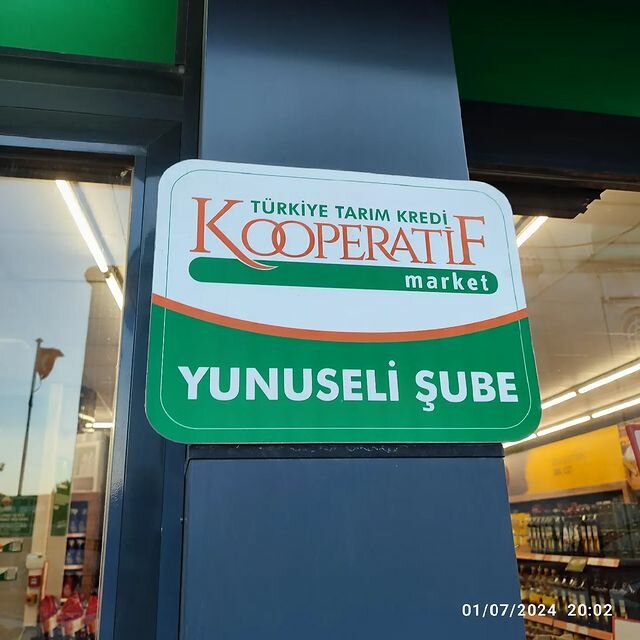 TÜRKİYE TARIM KREDİ
KOOPERATİF
market
YUNUSELİ ŞUBE
01/07/2024 20:02